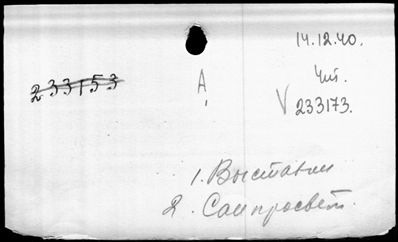 14.12.40.
233153
А
Чит.
V 233173.
1. Выставки
2. Санпросвет.